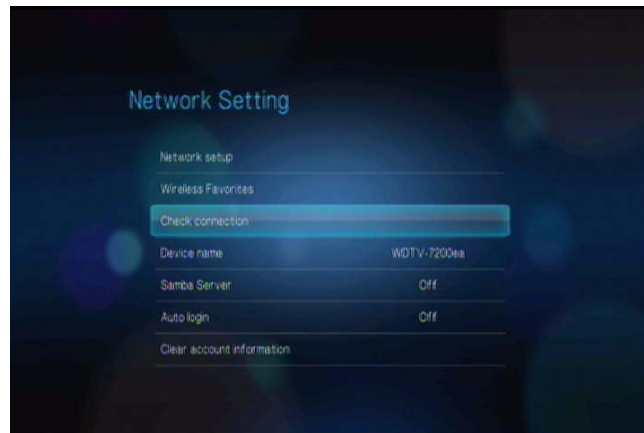 Network Setting
Network setup
Wireless Favorites
Check connection
Device name WDTV-7200ea
Samba Server Off
Auto login Off
Clear account information